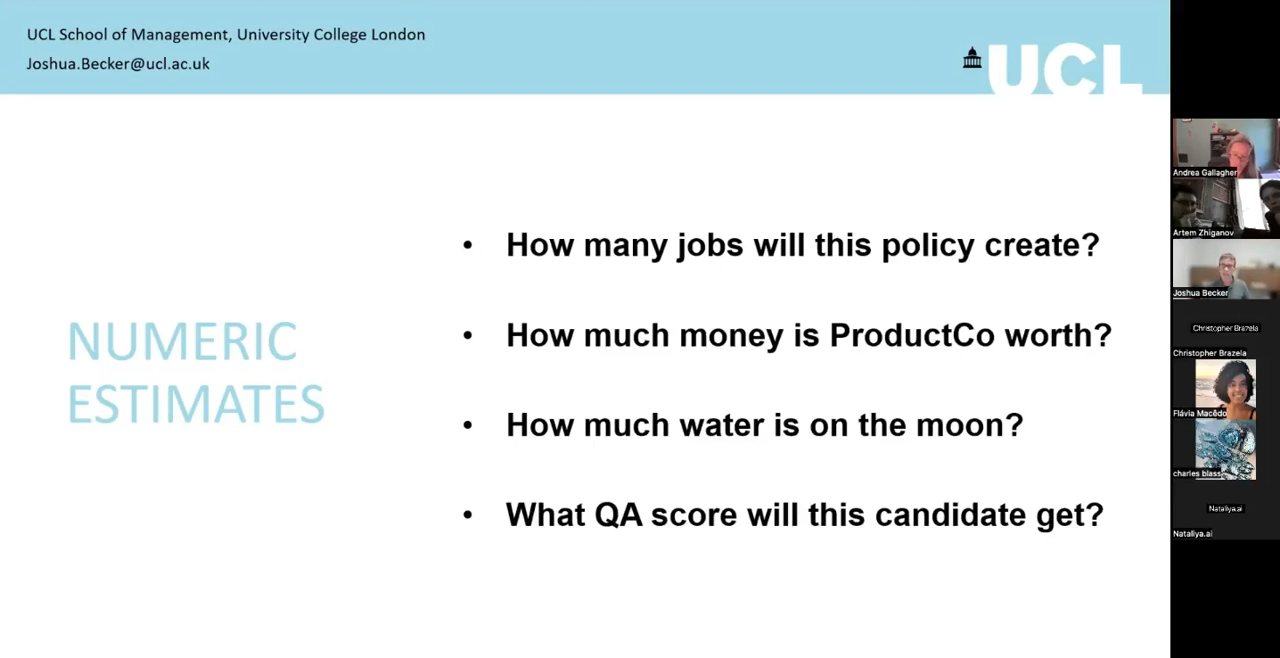 UCL School of Management, University College London
Joshua.Becker@ucl.ac.uk
UCL
NUMERIC
ESTIMATES
• How many jobs will this policy create?
• How much money is ProductCo worth?
• How much water is on the moon?
• What QA score will this candidate get?
Andrea Gallagher
Artem Zhiganov
Joshua Becker
Christopher Brazela
Christopher Brazela
Flávia Macêdo
charles blass
Nataliya.ai
Nataliya.ai